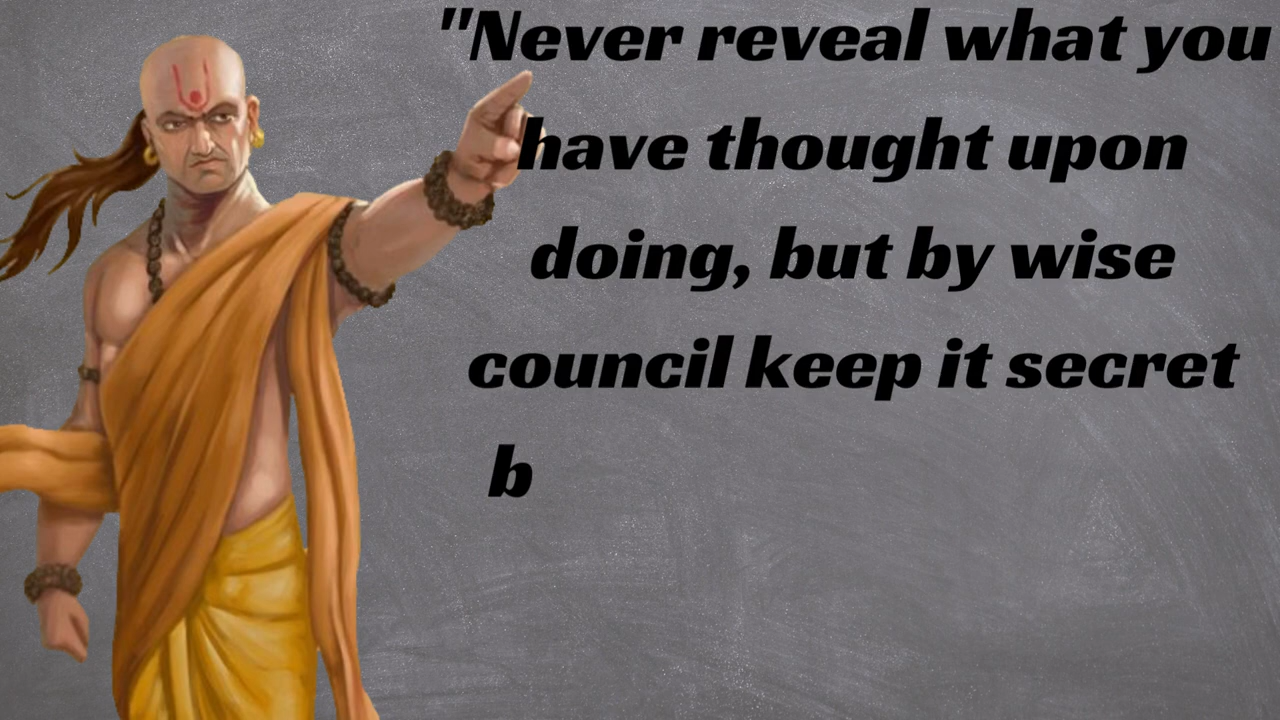 "Never reveal what you
have thought upon
doing, but by wise
council keep it secret
b